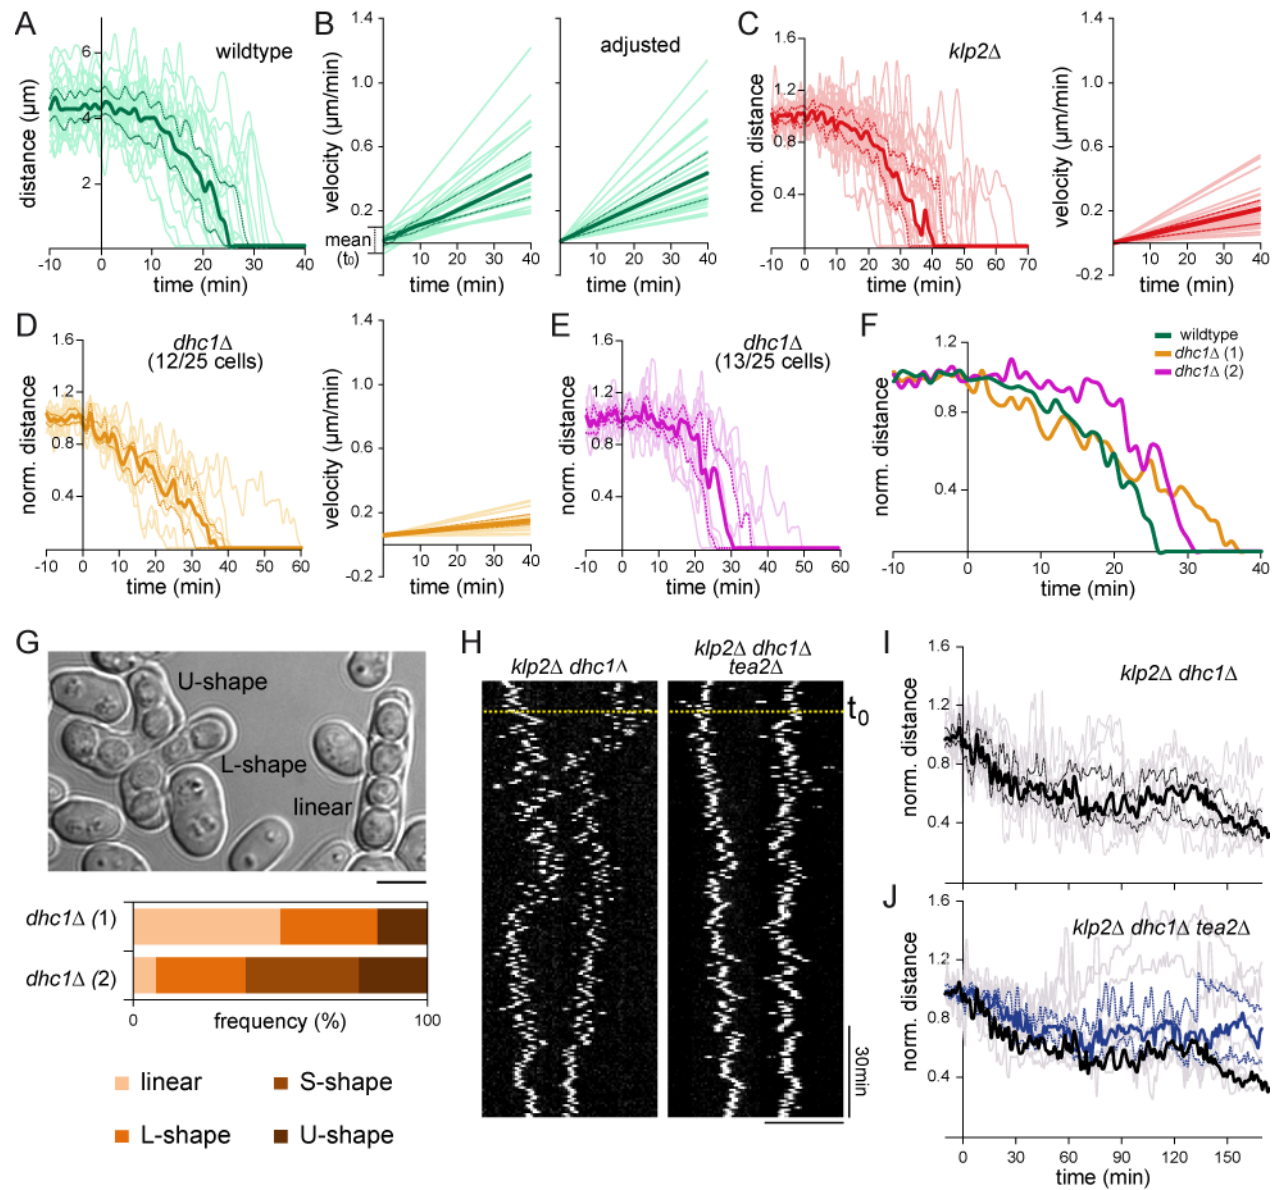 A
wildtype
distance (µm)
6
4
2
-10 0 10 20 30 40
time (min)
B
adjusted
velocity (µm/min)
1.4
1.0
0.6
0.2
mean
(t₀)
-0.2
10 20 30 40
10 20 30 40
time (min)
time (min)
C
klp2Δ
norm. distance
1.6
1.2
0.8
0.4
-10 0 10 20 30 40 50 60 70
time (min)
velocity (µm/min)
1.4
1.0
0.6
0.2
-0.2
10 20 30 40
time (min)
D
dhc1Δ
(12/25 cells)
norm. distance
1.6
1.2
0.8
0.4
-10 0 10 20 30 40 50 60
time (min)
velocity (µm/min)
1.4
1.0
0.6
0.2
-0.2
10 20 30 40
time (min)
E
dhc1Δ
(13/25 cells)
norm. distance
1.6
1.2
0.8
0.4
-10 0 10 20 30 40 50 60
time (min)
F
wildtype
dhc1Δ (1)
dhc1Δ (2)
norm. distance
1.2
0.8
0.4
-10 0 10 20 30 40
time (min)
G
U-shape
L-shape
linear
dhc1Δ (1)
dhc1Δ (2)
0 frequency (%) 100
linear
S-shape
L-shape
U-shape
H
klp2Δ dhc1Δ
klp2Δ dhc1Δ
tea2Δ
t₀
30min
I
klp2Δ dhc1Δ
norm. distance
1.6
1.2
0.8
0.4
J
klp2Δ dhc1Δ tea2Δ
norm. distance
1.6
1.2
0.8
0.4
0 30 60 90 120 150
time (min)